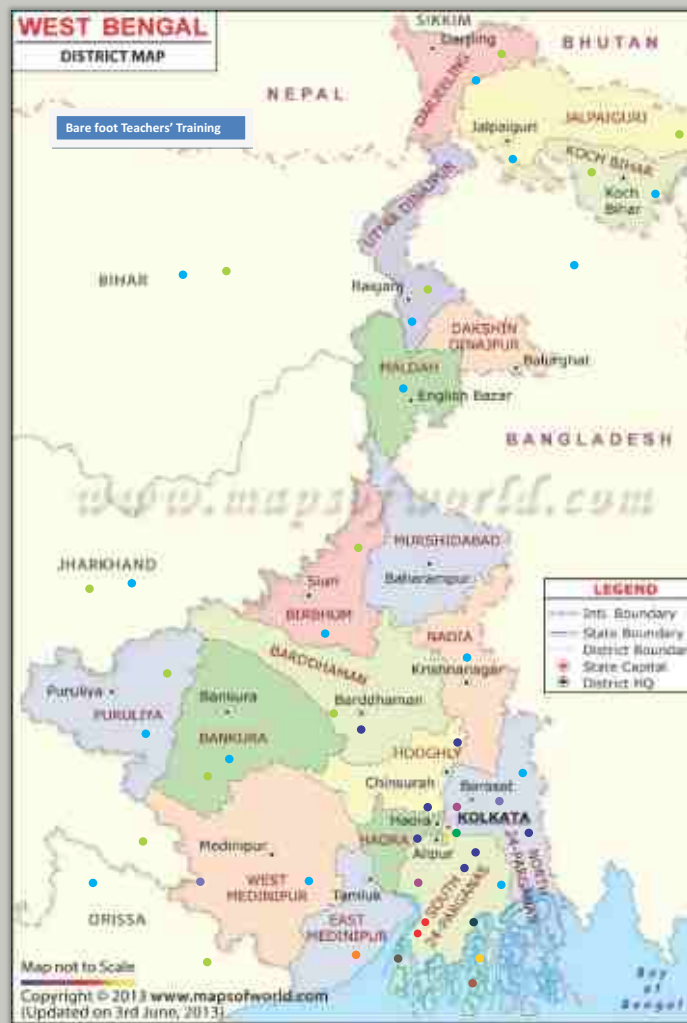 WEST BENGAL
DISTRICT MAP
SIKKIM
Darjling
BHUTAN
NEPAL
DARJEELING
JALPAIGURI
Bare foot Teachers' Training
Jalpaiguri
KOCH BIHAR
Koch
Bihar
UTTAR DINAJPUR
BIHAR
Raiganj
DAKSHIN
DINAJPUR
Balurghat
MALDAH
English Bazar
BANGLADESH
www.mapsofworld.com
MURSHIDABAD
JHARKHAND
Baharampur
Siuri
BIRBHUM
LEGEND
Intl. Boundary
State Boundary
District Boundary
State Capital
District HQ
NADIA
Krishnanagar
BARDDHAMAN
Puruliya
PURULIYA
Bankura
BANKURA
Barddhaman
HOOGHLY
Chinsurah
Barasat
Haora
KOLKATA
HAORA
Alipur
NORTH
24-PARGANAS
Medinipur
WEST
MEDINIPUR
Tamluk
SOUTH
24-PARGANAS
ORISSA
EAST
MEDINIPUR
Map not to Scale
Copyright © 2013 www.mapsofworld.com
(Updated on 3rd June, 2013)
Bay
of
Bengal